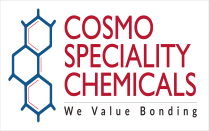 COSMO
SPECIALITY
CHEMICALS
We Value Bonding